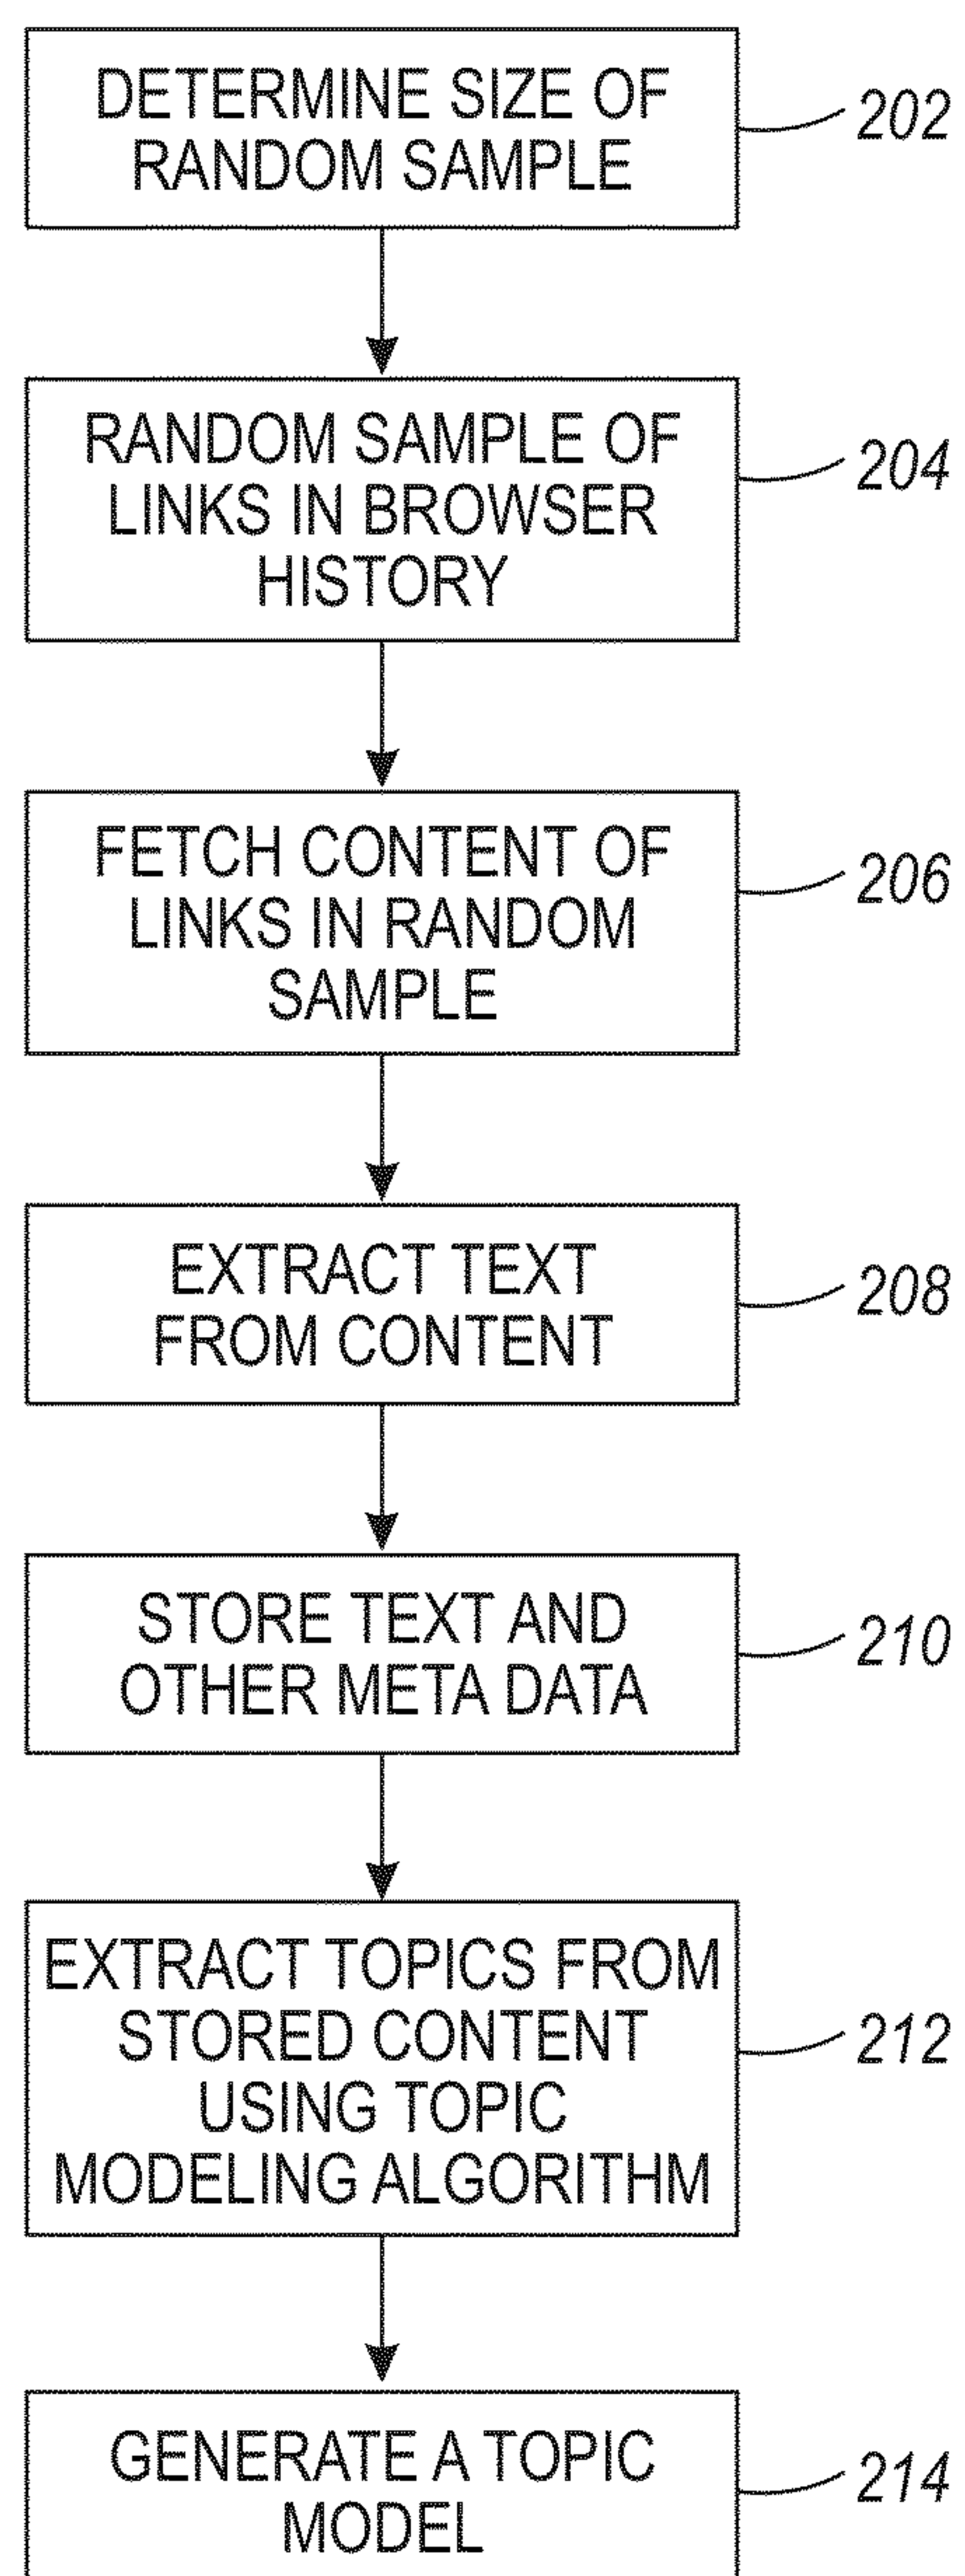 DETERMINE SIZE OF
RANDOM SAMPLE
202
RANDOM SAMPLE OF
LINKS IN BROWSER
HISTORY
204
FETCH CONTENT OF
LINKS IN RANDOM
SAMPLE
206
EXTRACT TEXT
FROM CONTENT
208
STORE TEXT AND
OTHER META DATA
210
EXTRACT TOPICS FROM
STORED CONTENT
USING TOPIC
MODELING ALGORITHM
212
GENERATE A TOPIC
MODEL
214